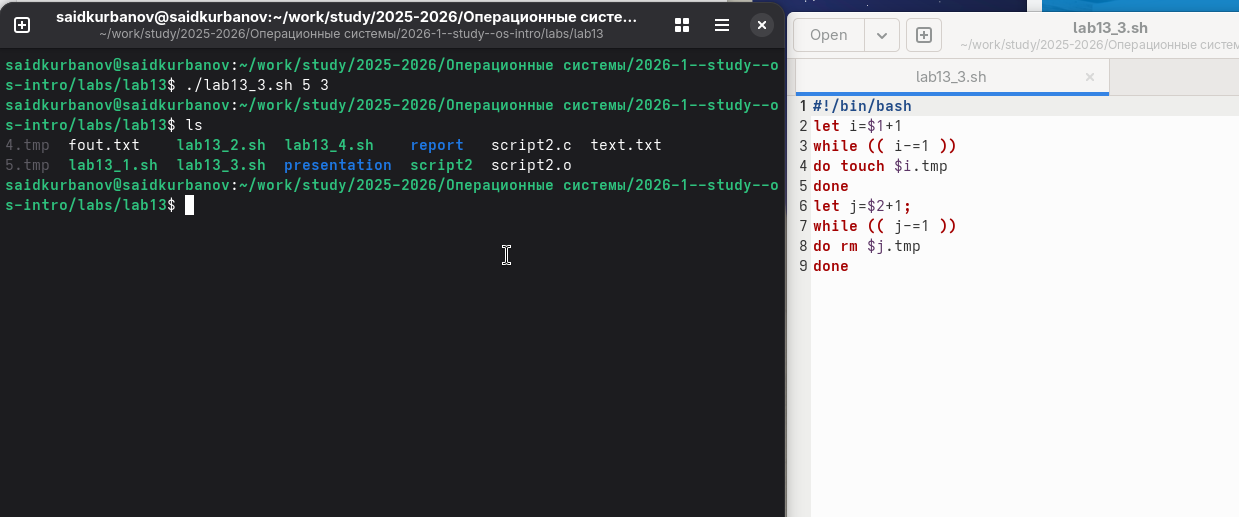 saidkurbanov@saidkurbanov:~/work/study/2025-2026/Операционные систе...
~/work/study/2025-2026/Операционные системы/2026-1--study--os-intro/labs/lab13
saidkurbanov@saidkurbanov:~/work/study/2025-2026/Операционные системы/2026-1--study--o
s-intro/labs/lab13$ ./lab13_3.sh 5 3
saidkurbanov@saidkurbanov:~/work/study/2025-2026/Операционные системы/2026-1--study--o
s-intro/labs/lab13$ ls
4.tmp  fout.txt    lab13_2.sh  lab13_4.sh    report   script2.c  text.txt
5.tmp  lab13_1.sh  lab13_3.sh  presentation  script2  script2.o
saidkurbanov@saidkurbanov:~/work/study/2025-2026/Операционные системы/2026-1--study--o
s-intro/labs/lab13$
Open
lab13_3.sh
~/work/study/2025-2026/Операционные систем
lab13_3.sh
1 #!/bin/bash
2 let i=$1+1
3 while (( i-=1 ))
4 do touch $i.tmp
5 done
6 let j=$2+1;
7 while (( j-=1 ))
8 do rm $j.tmp
9 done